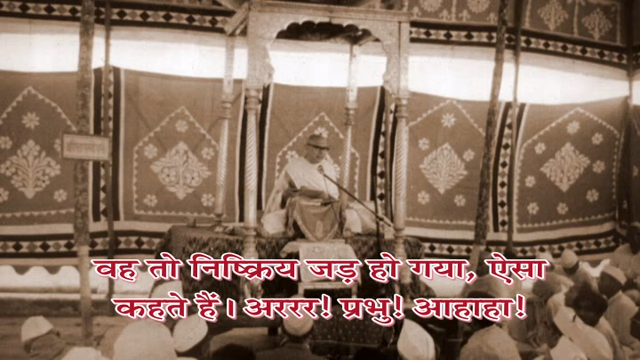 वह तो निष्क्रिय जड़ हो गया, ऐसा
कहते हैं। अररर! प्रभु! आहाहा!